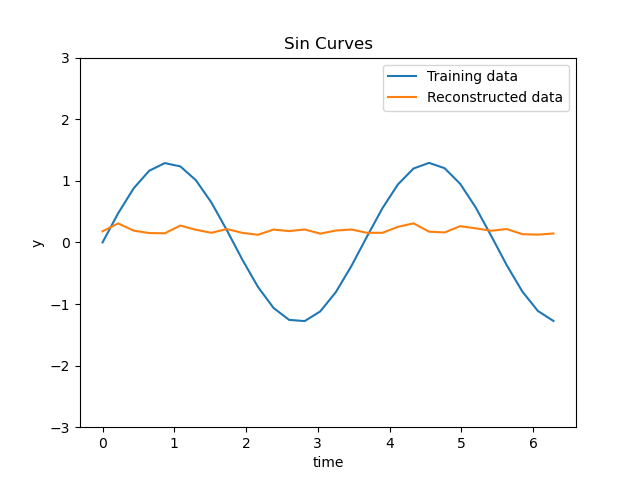 Sin Curves
Training data
Reconstructed data
y
3
2
1
0
−1
−2
−3
0 1 2 3 4 5 6
time